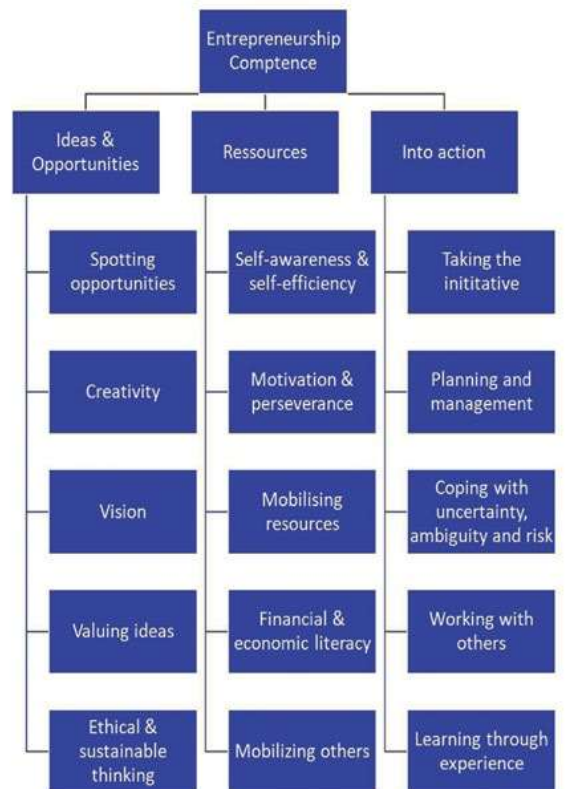 Entrepreneurship
Comptence
Ideas &
Opportunities
Ressources
Into action
Spotting
opportunities
Self-awareness &
self-efficiency
Taking the
inititative
Creativity
Motivation &
perseverance
Planning and
management
Vision
Mobilising
resources
Coping with
uncertainty,
ambiguity and risk
Valuing ideas
Financial &
economic literacy
Working with
others
Ethical &
sustainable
thinking
Mobilizing others
Learning through
experience